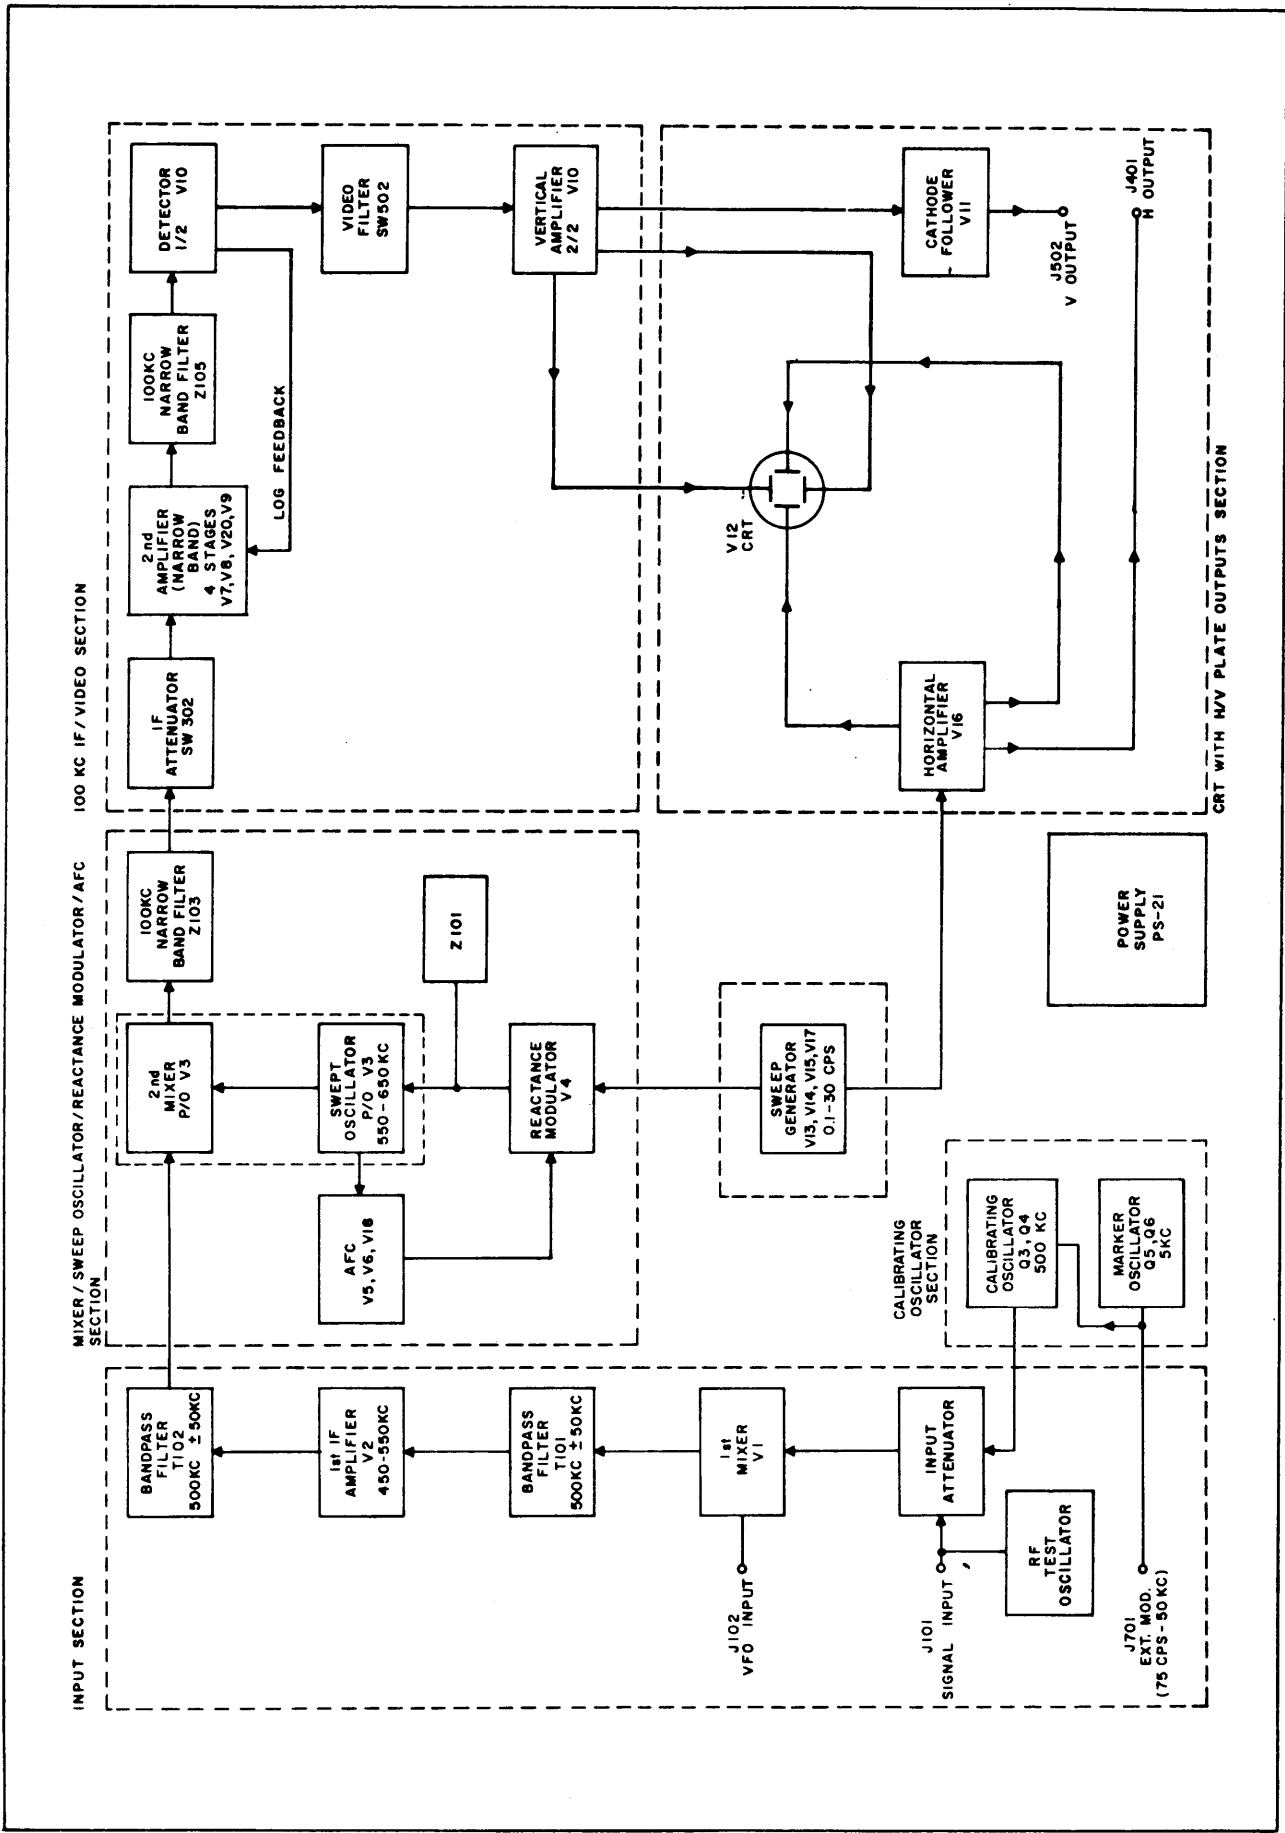 INPUT SECTION
BANDPASS
FILTER
T102
500KC ±50KC
1st IF
AMPLIFIER
V2
450-550KC
BANDPASS
FILTER
T101
500KC ±50KC
1st
MIXER
V1
J102
VFO INPUT
INPUT
ATTENUATOR
J101
SIGNAL INPUT
RF
TEST
OSCILLATOR
J701
EXT. MOD.
(75 CPS-50KC)
MIXER/SWEEP OSCILLATOR/REACTANCE MODULATOR/AFC
SECTION
2nd
MIXER
P/O V3
100KC
NARROW
BAND FILTER
Z103
SWEPT
OSCILLATOR
P/O V3
550-650KC
AFC
V5, V6, V18
Z101
REACTANCE
MODULATOR
V4
SWEEP
GENERATOR
V13, V14, V15, V17
0.1-30 CPS
CALIBRATING
OSCILLATOR
SECTION
CALIBRATING
OSCILLATOR
Q3, Q4
500 KC
MARKER
OSCILLATOR
Q5, Q6
5KC
POWER
SUPPLY
PS-21
100 KC IF/VIDEO SECTION
IF
ATTENUATOR
SW302
2nd
AMPLIFIER
(NARROW
BAND)
4 STAGES
V7, V8, V20, V9
100KC
NARROW
BAND FILTER
Z105
DETECTOR
1/2 V10
LOG FEEDBACK
VIDEO
FILTER
SW502
VERTICAL
AMPLIFIER
2/2 V10
V12
CRT
CATHODE
FOLLOWER
V11
J502
V OUTPUT
HORIZONTAL
AMPLIFIER
V16
J401
H OUTPUT
CRT WITH H/V PLATE OUTPUTS SECTION